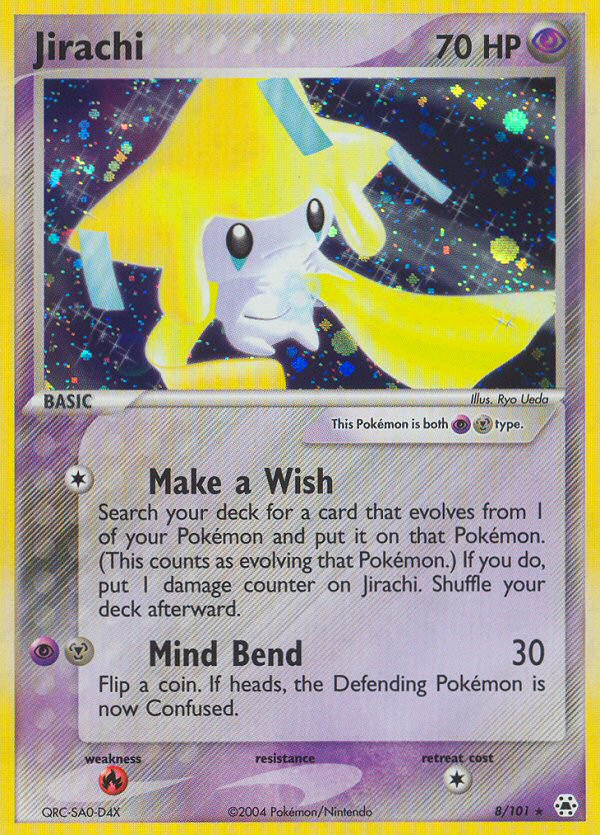 Jirachi 70 HP
BASIC
Illus. Ryo Ueda
This Pokémon is both type.
Make a Wish
Search your deck for a card that evolves from 1
of your Pokémon and put it on that Pokémon.
(This counts as evolving that Pokémon.) If you do,
put 1 damage counter on Jirachi. Shuffle your
deck afterward.
Mind Bend 30
Flip a coin. If heads, the Defending Pokémon is
now Confused.
weakness resistance retreat cost
QRC-SA0-D4X ©2004 Pokémon/Nintendo 8/101 ★